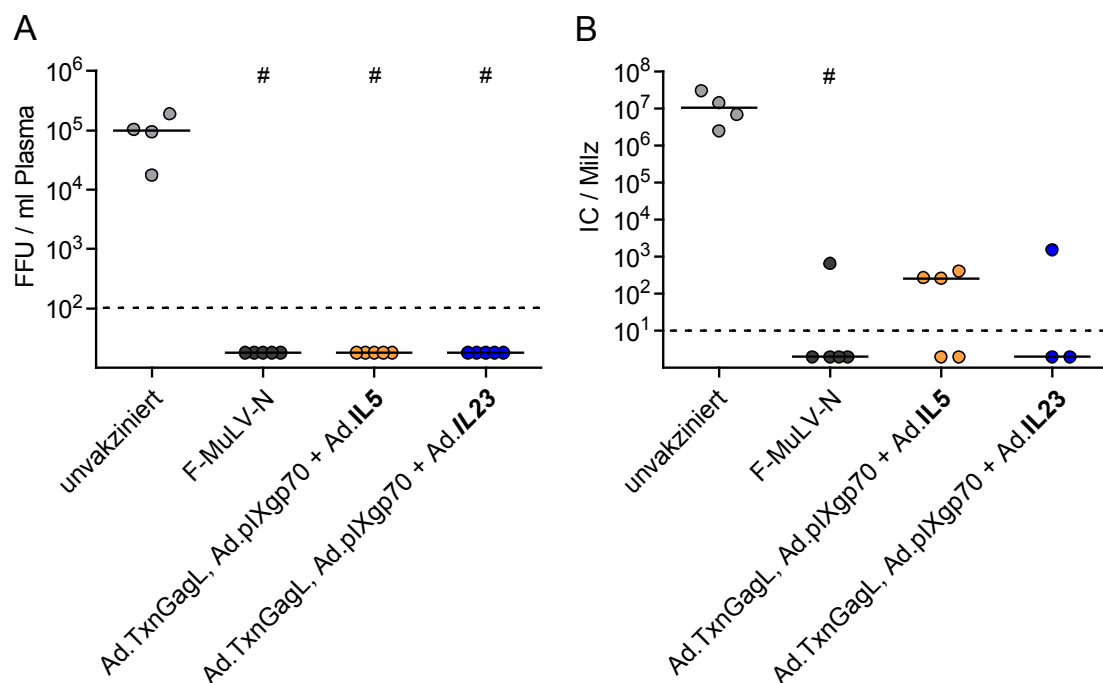 A
FFU / ml Plasma
10^6
10^5
10^4
10^3
10^2
# # #
unvakziniert
F-MuLV-N
Ad.TxnGagL, Ad.pIXgp70 + Ad.IL5
Ad.TxnGagL, Ad.pIXgp70 + Ad.IL23
B
IC / Milz
10^8
10^7
10^6
10^5
10^4
10^3
10^2
10^1
#
unvakziniert
F-MuLV-N
Ad.TxnGagL, Ad.pIXgp70 + Ad.IL5
Ad.TxnGagL, Ad.pIXgp70 + Ad.IL23